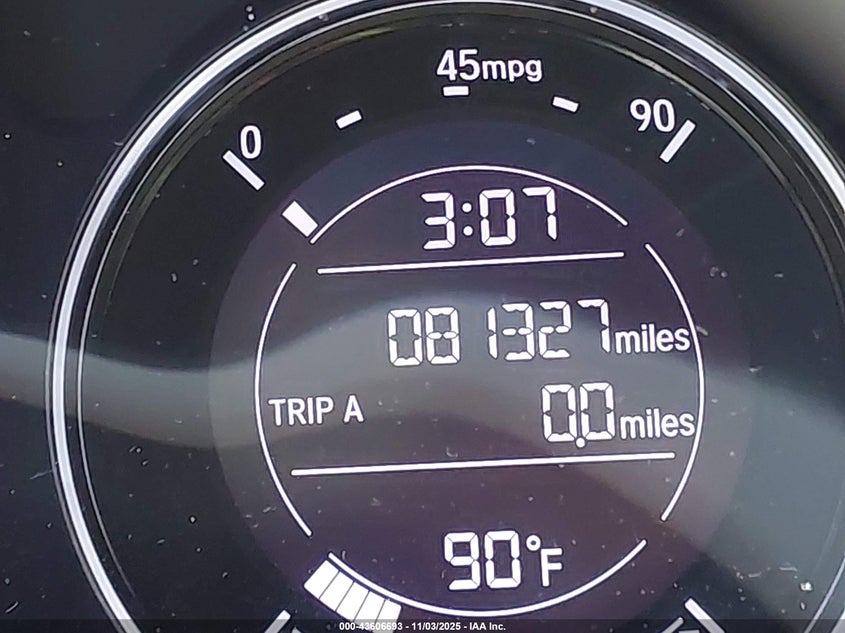 45mpg
0
90
3:07
081327miles
TRIP A
0.0miles
90°F
000-43606693 - 11/03/2025 - IAA Inc.